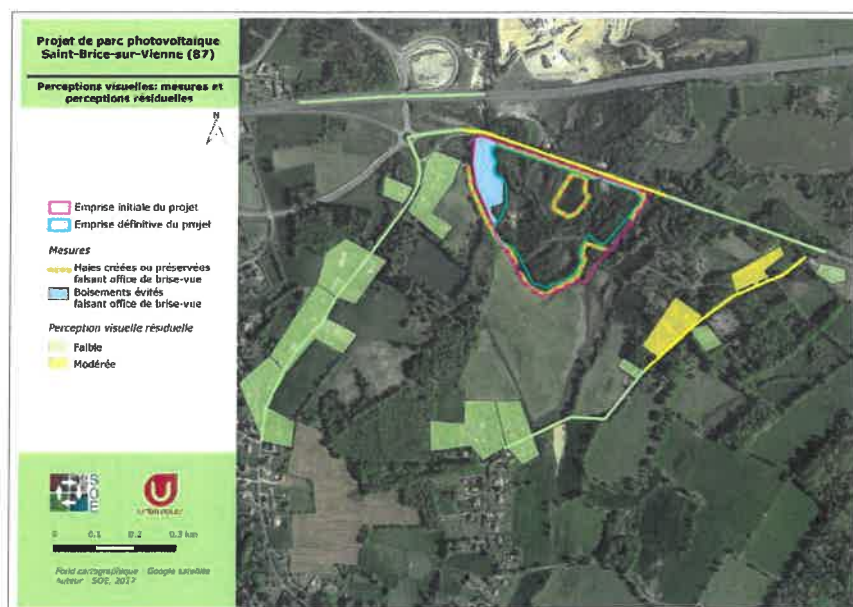 Projet de parc photovoltaïque
Saint-Brice-sur-Vienne (87)
Perceptions visuelles: mesures et
perceptions résiduelles
N
Emprise initiale du projet
Emprise définitive du projet
Mesures
Haies créées ou préservées
faisant office de brise-vue
Boisements évités
faisant office de brise-vue
Perception visuelle résiduelle
Faible
Modérée
SOE
0 0.1 0.2 0.3 km
Fond cartographique Google satellite
Auteur SOE, 2017